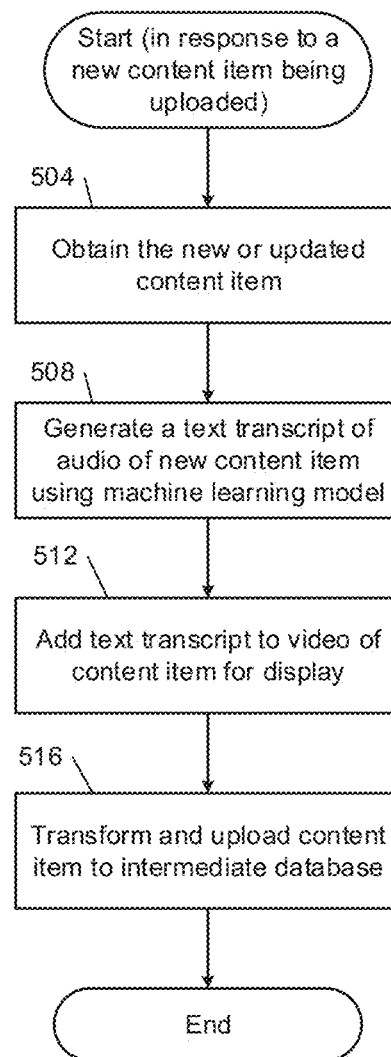 Start (in response to a
new content item being
uploaded)
504
Obtain the new or updated
content item
508
Generate a text transcript of
audio of new content item
using machine learning model
512
Add text transcript to video of
content item for display
516
Transform and upload content
item to intermediate database
End